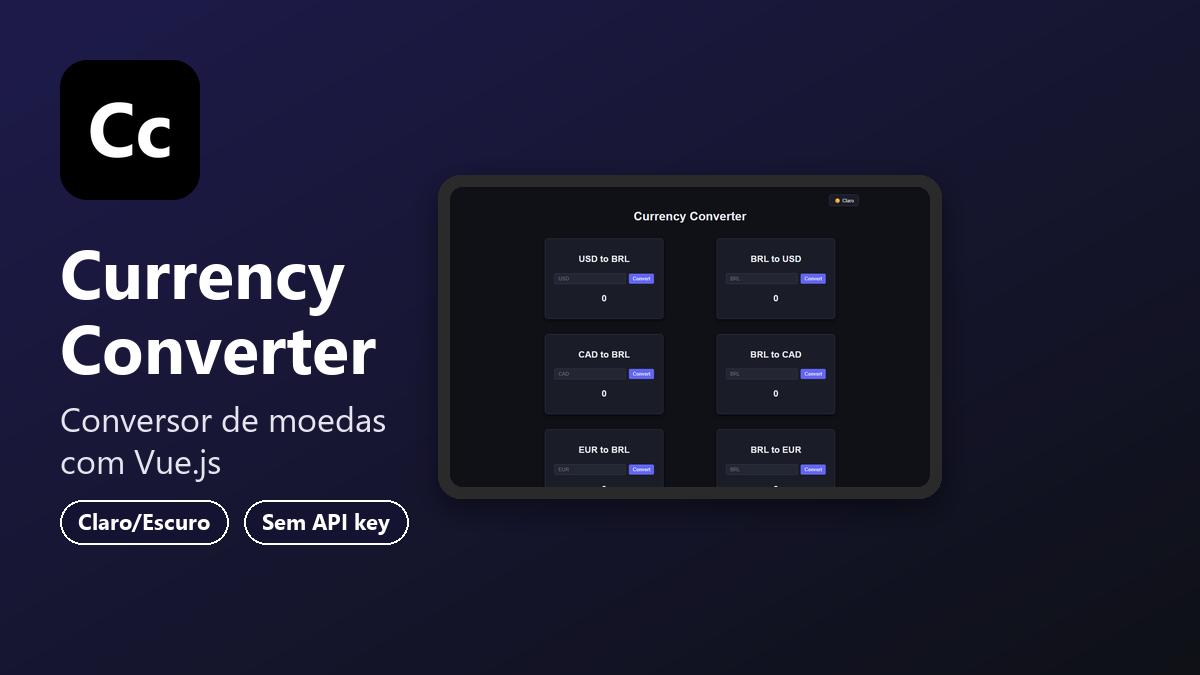 Cc
Currency
Converter
Conversor de moedas
com Vue.js
Claro/Escuro
Sem API key
Claro
Currency Converter
USD to BRL
USD
Convert
0
BRL to USD
BRL
Convert
0
CAD to BRL
CAD
Convert
0
BRL to CAD
BRL
Convert
0
EUR to BRL
EUR
Convert
BRL to EUR
BRL
Convert